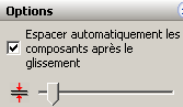 Options
Espacer automatiquement les
composants après le
glissement